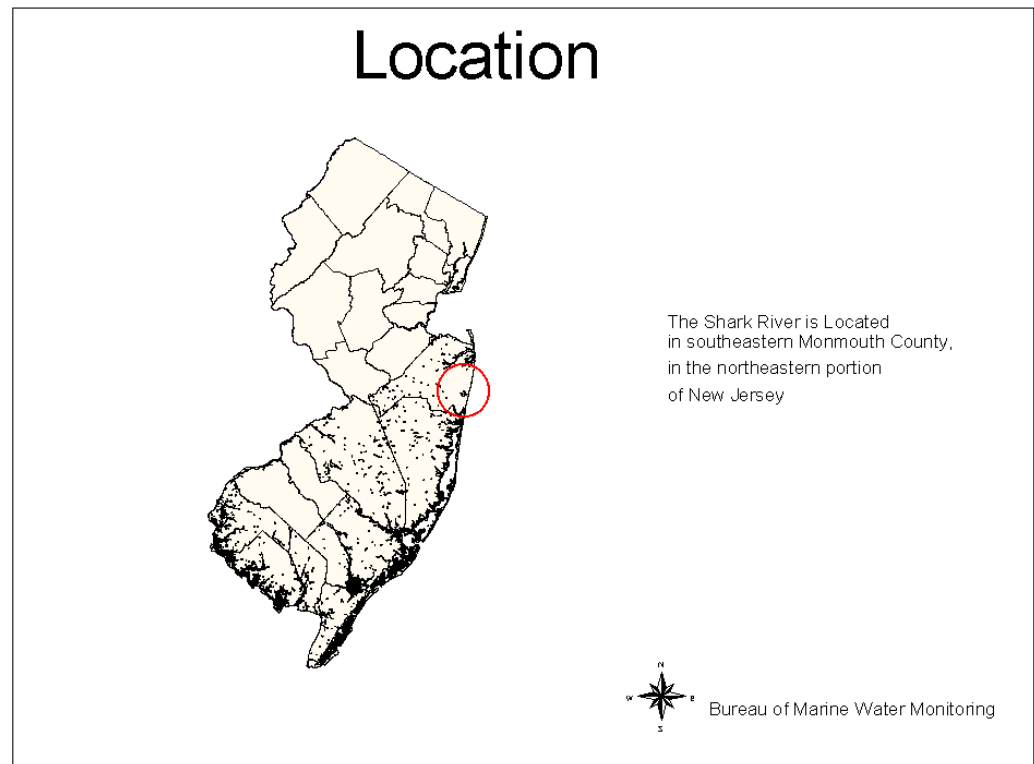 Location
The Shark River is Located
in southeastern Monmouth County,
in the northeastern portion
of New Jersey
N
W E
S
Bureau of Marine Water Monitoring